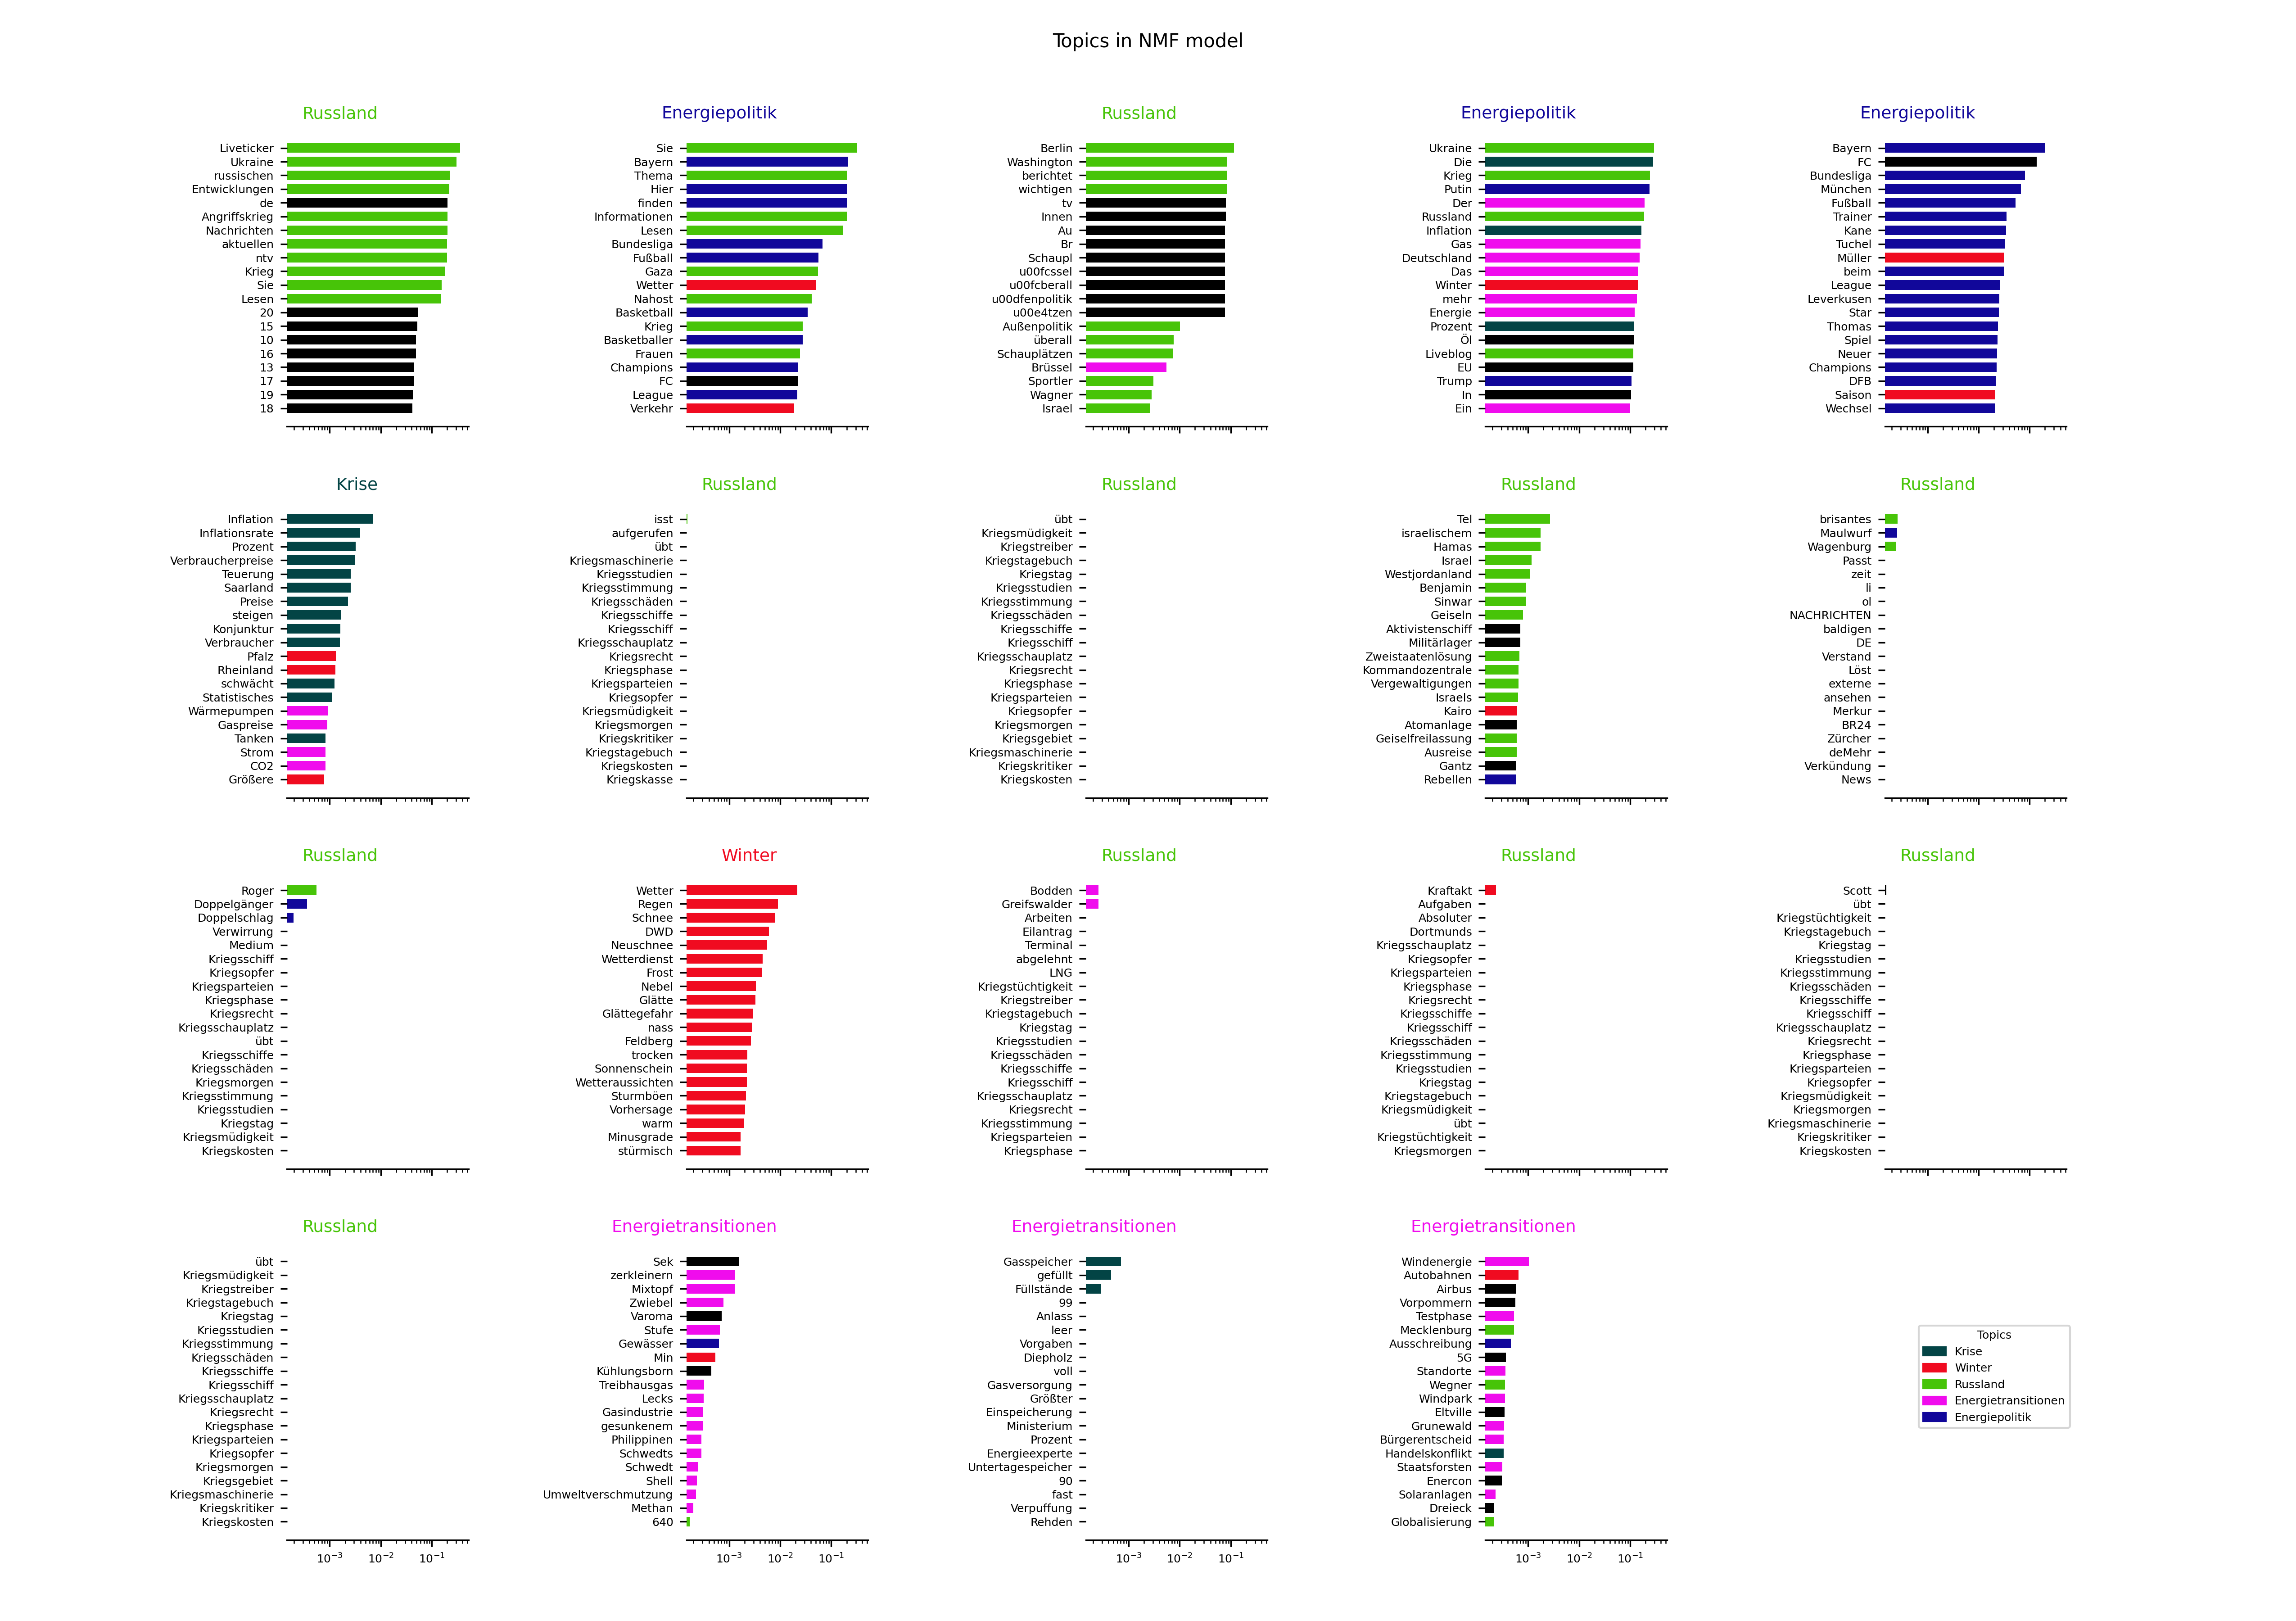 Topics in NMF model
Russland
Liveticker
Ukraine
russischen
Entwicklungen
de
Angriffskrieg
Nachrichten
aktuellen
ntv
Krieg
Sie
Lesen
20
15
10
16
13
17
19
18
Energiepolitik
Sie
Bayern
Thema
Hier
finden
Informationen
Lesen
Bundesliga
Fußball
Gaza
Wetter
Nahost
Basketball
Krieg
Basketballer
Frauen
Champions
FC
League
Verkehr
Russland
Berlin
Washington
berichtet
wichtigen
tv
Innen
Au
Br
Schaupl
u00fcssel
u00fcberall
u00dfenpolitik
u00e4tzen
Außenpolitik
überall
Schauplätzen
Brüssel
Sportler
Wagner
Israel
Energiepolitik
Ukraine
Die
Krieg
Putin
Der
Russland
Inflation
Gas
Deutschland
Das
Winter
mehr
Energie
Prozent
Öl
Liveblog
EU
Trump
In
Ein
Energiepolitik
Bayern
FC
Bundesliga
München
Fußball
Trainer
Kane
Tuchel
Müller
beim
League
Leverkusen
Star
Thomas
Spiel
Neuer
Champions
DFB
Saison
Wechsel
Krise
Inflation
Inflationsrate
Prozent
Verbraucherpreise
Teuerung
Saarland
Preise
steigen
Konjunktur
Verbraucher
Pfalz
Rheinland
schwächt
Statistisches
Wärmepumpen
Gaspreise
Tanken
Strom
CO2
Größere
Russland
isst
aufgerufen
übt
Kriegsmaschinerie
Kriegsstudien
Kriegsstimmung
Kriegsschäden
Kriegsschiffe
Kriegsschiff
Kriegsschauplatz
Kriegsrecht
Kriegsphase
Kriegsparteien
Kriegsopfer
Kriegsmüdigkeit
Kriegsmorgen
Kriegskritiker
Kriegstagebuch
Kriegskosten
Kriegskasse
Russland
übt
Kriegsmüdigkeit
Kriegstreiber
Kriegstagebuch
Kriegstag
Kriegsstudien
Kriegsstimmung
Kriegsschäden
Kriegsschiffe
Kriegsschiff
Kriegsschauplatz
Kriegsrecht
Kriegsphase
Kriegsparteien
Kriegsopfer
Kriegsmorgen
Kriegsgebiet
Kriegsmaschinerie
Kriegskritiker
Kriegskosten
Russland
Tel
israelischem
Hamas
Israel
Westjordanland
Benjamin
Sinwar
Geiseln
Aktivistenschiff
Militärlager
Zweistaatenlösung
Kommandozentrale
Vergewaltigungen
Israels
Kairo
Atomanlage
Geiselfreilassung
Ausreise
Gantz
Rebellen
Russland
brisantes
Maulwurf
Wagenburg
Passt
zeit
li
ol
NACHRICHTEN
baldigen
DE
Verstand
Löst
externe
ansehen
Merkur
BR24
Zürcher
deMehr
Verkündung
News
Russland
Roger
Doppelgänger
Doppelschlag
Verwirrung
Medium
Kriegsschiff
Kriegsopfer
Kriegsparteien
Kriegsphase
Kriegsrecht
Kriegsschauplatz
übt
Kriegsschiffe
Kriegsschäden
Kriegsmorgen
Kriegsstimmung
Kriegsstudien
Kriegstag
Kriegsmüdigkeit
Kriegskosten
Winter
Wetter
Regen
Schnee
DWD
Neuschnee
Wetterdienst
Frost
Nebel
Glätte
Glättegefahr
nass
Feldberg
trocken
Sonnenschein
Wetteraussichten
Sturmböen
Vorhersage
warm
Minusgrade
stürmisch
Russland
Bodden
Greifswalder
Arbeiten
Eilantrag
Terminal
abgelehnt
LNG
Kriegstüchtigkeit
Kriegstreiber
Kriegstagebuch
Kriegstag
Kriegsstudien
Kriegsschäden
Kriegsschiffe
Kriegsschiff
Kriegsschauplatz
Kriegsrecht
Kriegsstimmung
Kriegsparteien
Kriegsphase
Russland
Kraftakt
Aufgaben
Absoluter
Dortmunds
Kriegsschauplatz
Kriegsopfer
Kriegsparteien
Kriegsphase
Kriegsrecht
Kriegsschiffe
Kriegsschiff
Kriegsschäden
Kriegsstimmung
Kriegsstudien
Kriegstag
Kriegstagebuch
Kriegsmüdigkeit
übt
Kriegstüchtigkeit
Kriegsmorgen
Russland
Scott
übt
Kriegstüchtigkeit
Kriegstagebuch
Kriegstag
Kriegsstudien
Kriegsstimmung
Kriegsschäden
Kriegsschiffe
Kriegsschiff
Kriegsschauplatz
Kriegsrecht
Kriegsphase
Kriegsparteien
Kriegsopfer
Kriegsmüdigkeit
Kriegsmorgen
Kriegsmaschinerie
Kriegskritiker
Kriegskosten
Russland
übt
Kriegsmüdigkeit
Kriegstreiber
Kriegstagebuch
Kriegstag
Kriegsstudien
Kriegsstimmung
Kriegsschäden
Kriegsschiffe
Kriegsschiff
Kriegsschauplatz
Kriegsrecht
Kriegsphase
Kriegsparteien
Kriegsopfer
Kriegsmorgen
Kriegsgebiet
Kriegsmaschinerie
Kriegskritiker
Kriegskosten
10⁻³ 10⁻² 10⁻¹
Energietransitionen
Sek
zerkleinern
Mixtopf
Zwiebel
Varoma
Stufe
Gewässer
Min
Kühlungsborn
Treibhausgas
Lecks
Gasindustrie
gesunkenem
Philippinen
Schwedts
Schwedt
Shell
Umweltverschmutzung
Methan
640
10⁻³ 10⁻² 10⁻¹
Energietransitionen
Gasspeicher
gefüllt
Füllstände
99
Anlass
leer
Vorgaben
Diepholz
voll
Gasversorgung
Größter
Einspeicherung
Ministerium
Prozent
Energieexperte
Untertagespeicher
90
fast
Verpuffung
Rehden
10⁻³ 10⁻² 10⁻¹
Energietransitionen
Windenergie
Autobahnen
Airbus
Vorpommern
Testphase
Mecklenburg
Ausschreibung
5G
Standorte
Wegner
Windpark
Eltville
Grunewald
Bürgerentscheid
Handelskonflikt
Staatsforsten
Enercon
Solaranlagen
Dreieck
Globalisierung
10⁻³ 10⁻² 10⁻¹
Topics
Krise
Winter
Russland
Energietransitionen
Energiepolitik